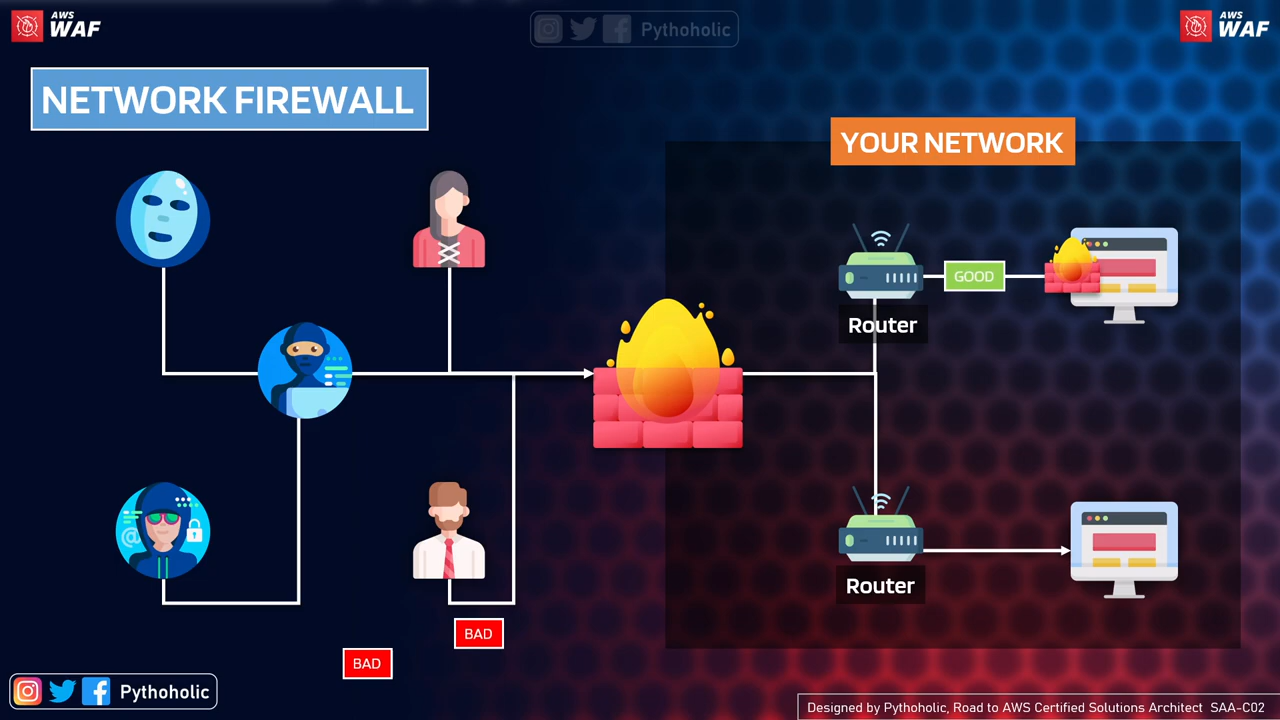 AWS
WAF
Pythoholic
AWS
WAF
NETWORK FIREWALL
YOUR NETWORK
GOOD
Router
Router
BAD
BAD
@
Pythoholic
Designed by Pythoholic, Road to AWS Certified Solutions Architect SAA-C02